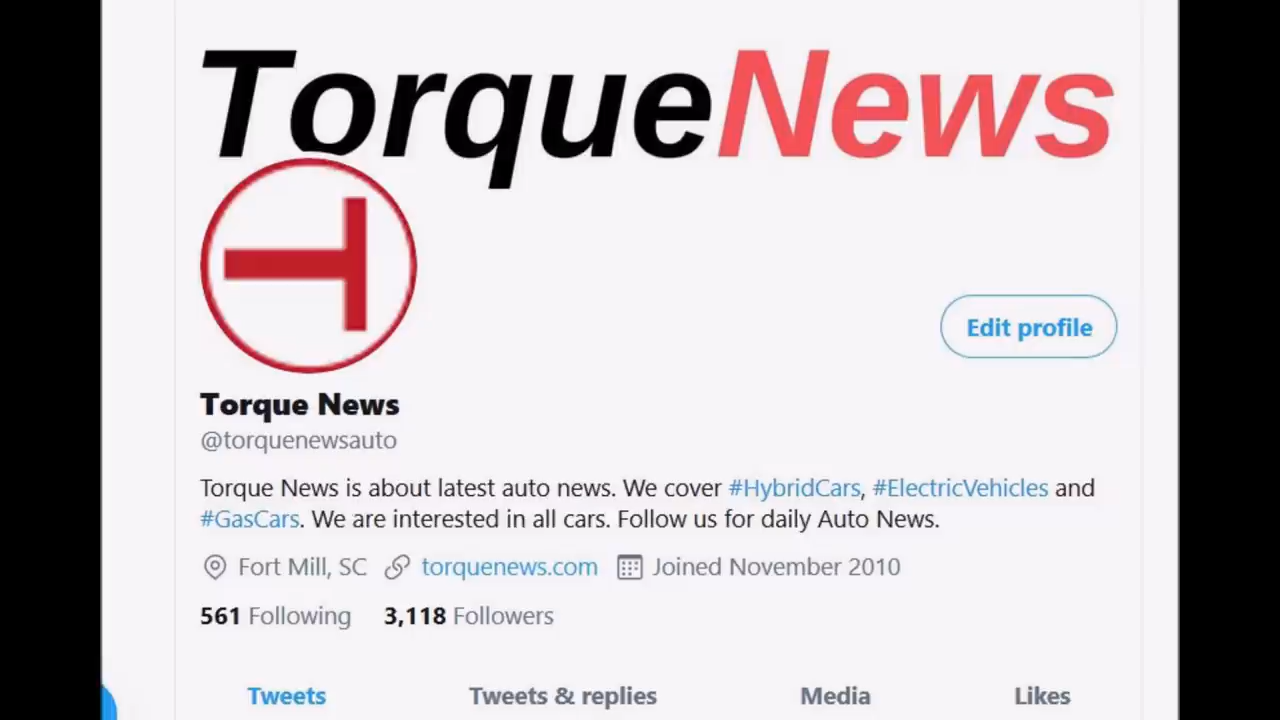 TorqueNews
T
Edit profile
Torque News
@torquenewsauto
Torque News is about latest auto news. We cover #HybridCars, #ElectricVehicles and
#GasCars. We are interested in all cars. Follow us for daily Auto News.
Fort Mill, SC torquenews.com Joined November 2010
561 Following 3,118 Followers
Tweets Tweets & replies Media Likes